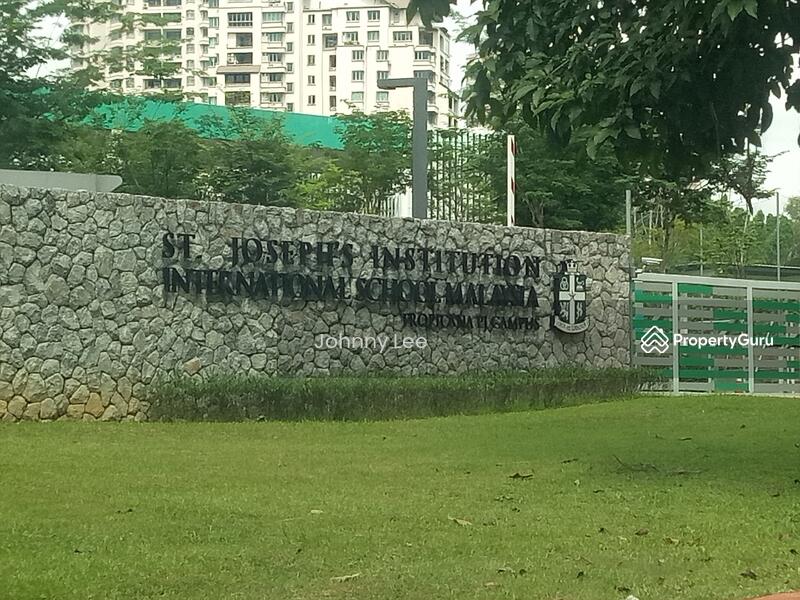 ST. JOSEPH'S INSTITUTION
INTERNATIONAL SCHOOL MALAYSIA
TROPICANA PJ CAMPUS
Johnny Lee
PropertyGuru